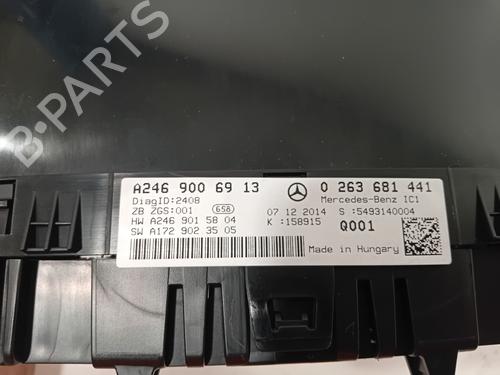 A246 900 69 13 0 263 681 441
DiagID:2408 Mercedes-Benz IC1
ZB ZGS:001 658 07 12 2014 S :5493140004
HW A246 901 58 04 K :158915 Q001
SW A172 902 35 05 Made in Hungary
B-PARTS